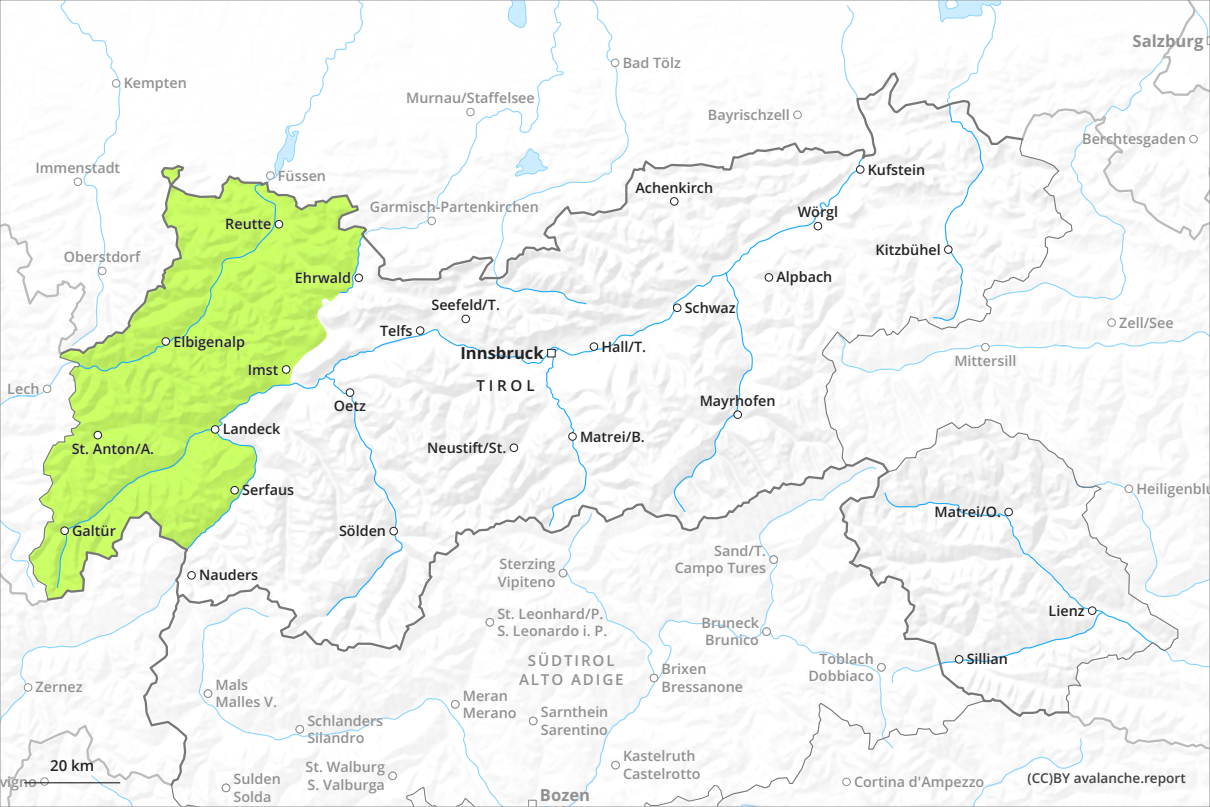 Salzburg
Bad Tölz
Kempten
Murnau/Staffelsee
Bayrischzell
Berchtesgaden
Immenstadt
Füssen
Kufstein
Achenkirch
Garmisch-Partenkirchen
Wörgl
Reutte
Kitzbühel
Oberstdorf
Ehrwald
Alpbach
Seefeld/T.
Schwaz
Telfs
Zell/See
Elbigenalp
Innsbruck
Hall/T.
Mittersill
Imst
TIROL
Lech
Oetz
Mayrhofen
Landeck
Matrei/B.
St. Anton/A.
Neustift/St.
Serfaus
Heiligenblu
Matrei/O.
Galtür
Sölden
Sand/T.
Campo Tures
Sterzing
Vipiteno
Nauders
Lienz
St. Leonhard/P.
S. Leonardo i. P.
Bruneck
Brunico
SÜDTIROL
ALTO ADIGE
Sillian
Toblach
Dobbiaco
Brixen
Bressanone
Zernez
Mals
Malles V.
Meran
Merano
Sarnthein
Sarentino
Schlanders
Silandro
Kastelruth
Castelrotto
20 km
St. Walburg
S. Valburga
vigno
Sulden
Solda
Cortina d'Ampezzo
(CC)BY avalanche.report
Bozen